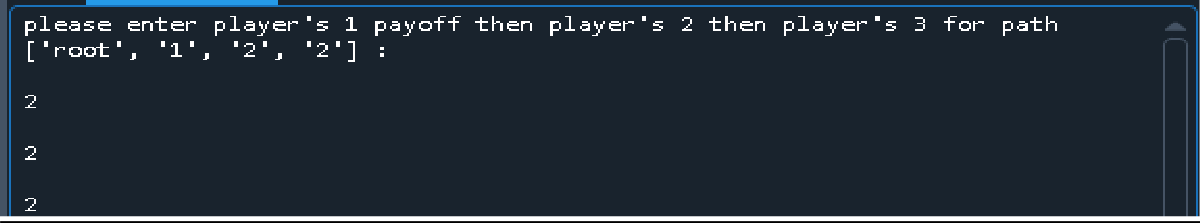 please enter player's 1 payoff then player's 2 then player's 3 for path
['root', '1', '2', '2'] :
2
2
2